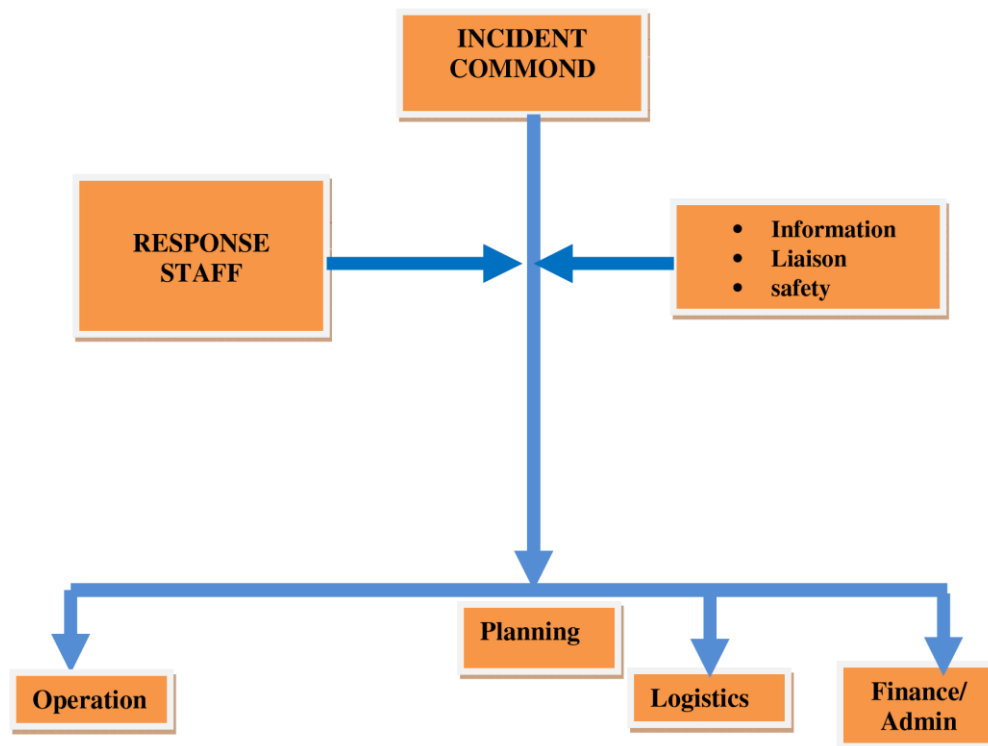 INCIDENT
COMMOND
RESPONSE
STAFF
• Information
• Liaison
• safety
Planning
Operation
Logistics
Finance/
Admin